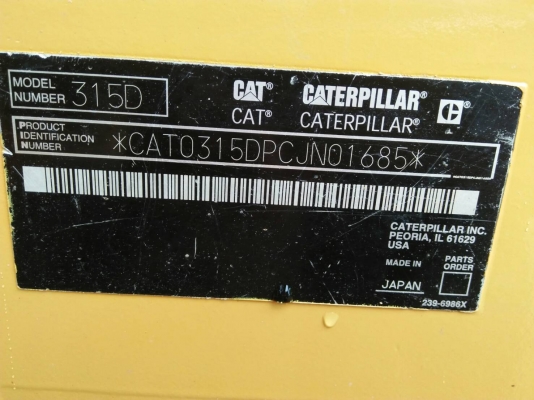 MODEL NUMBER 315D
CAT® CATERPILLAR®
CAT® CATERPILLAR®
PRODUCT IDENTIFICATION NUMBER *CAT0315DPCJN01685*
CATERPILLAR INC.
PEORIA, IL 61629
USA
MADE IN
PARTS ORDER
JAPAN
239-6986X